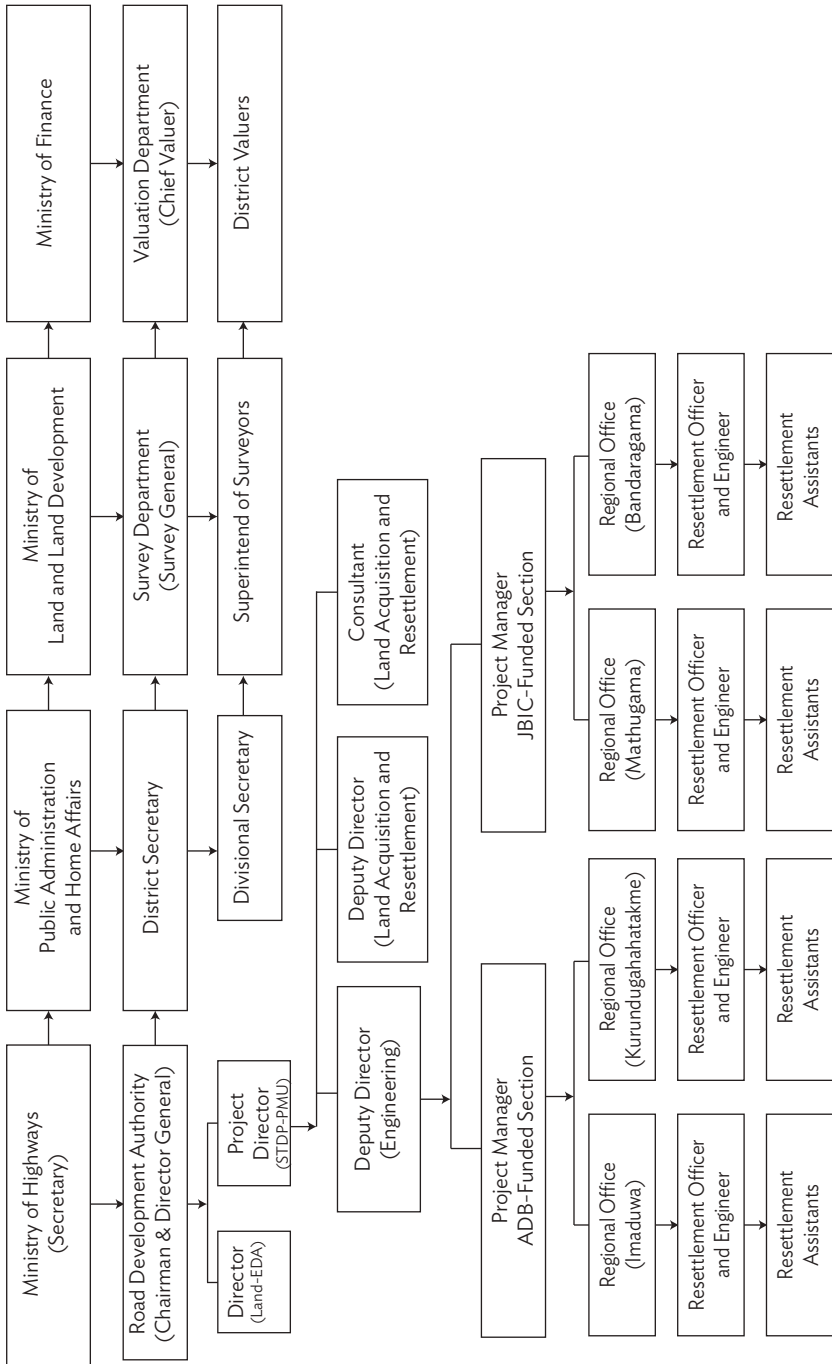 Ministry of Highways
(Secretary)
Ministry of
Public Administration
and Home Affairs
Ministry of
Land and Land Development
Ministry of Finance
Road Development Authority
(Chairman & Director General)
District Secretary
Survey Department
(Survey General)
Valuation Department
(Chief Valuer)
Director
(Land-EDA)
Project
Director
(STDP-PMU)
Divisional Secretary
Superintend of Surveyors
District Valuers
Deputy Director
(Engineering)
Deputy Director
(Land Acquisition and
Resettlement)
Consultant
(Land Acquisition and
Resettlement)
Project Manager
ADB-Funded Section
Project Manager
JBIC-Funded Section
Regional Office
(Imaduwa)
Regional Office
(Kurundugahahatakme)
Regional Office
(Mathugama)
Regional Office
(Bandaragama)
Resettlement Officer
and Engineer
Resettlement Officer
and Engineer
Resettlement Officer
and Engineer
Resettlement Officer
and Engineer
Resettlement
Assistants
Resettlement
Assistants
Resettlement
Assistants
Resettlement
Assistants